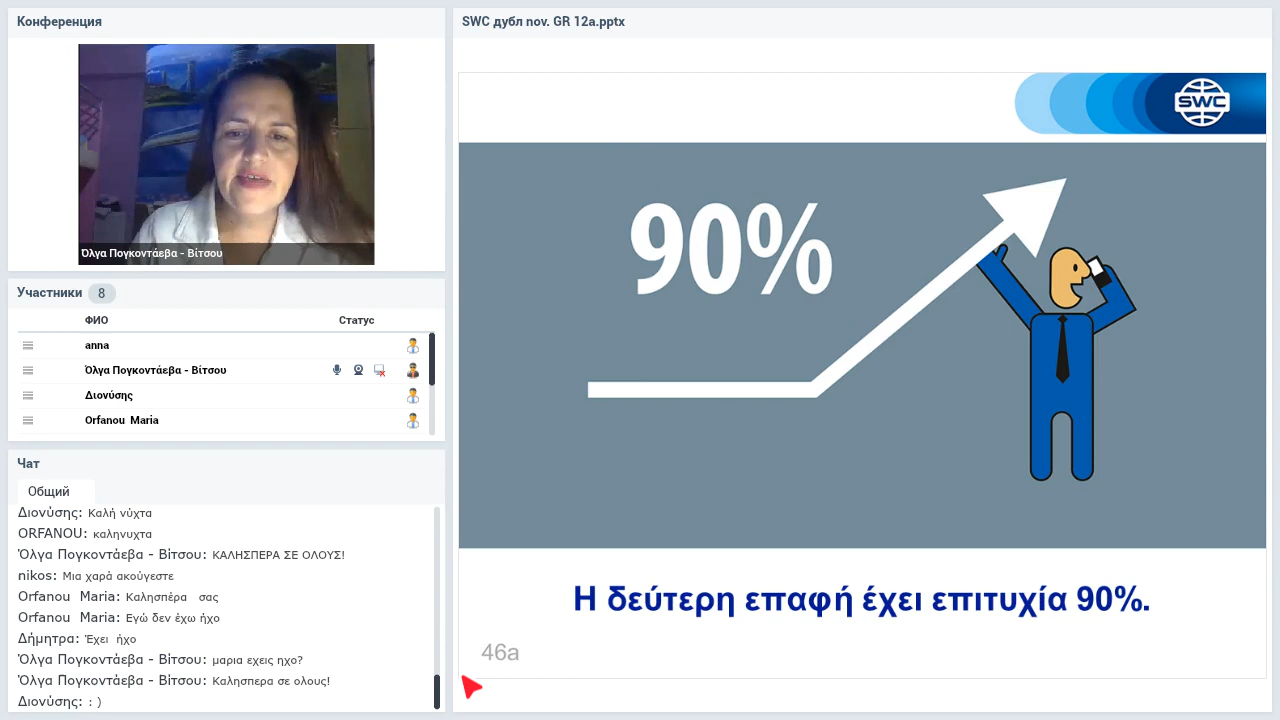 Конференция
Όλγα Πογκοντάεβα - Βίτσου
Участники 8
ФИО Статус
anna
Όλγα Πογκοντάεβα - Βίτσου
Διονύσης
Orfanou Maria
Чат
Общий
Διονύσης: Καλή νύχτα
ORFANOU: καληνυχτα
Όλγα Πογκοντάεβα - Βίτσου: ΚΑΛΗΣΠΕΡΑ ΣΕ ΟΛΟΥΣ!
nikos: Μια χαρά ακούγεστε
Orfanou Maria: Καλησπέρα σας
Orfanou Maria: Εγώ δεν έχω ήχο
Δήμητρα: Έχει ήχο
Όλγα Πογκοντάεβα - Βίτσου: μαρια εχεις ηχο?
Όλγα Πογκοντάεβα - Βίτσου: Καλησπερα σε ολους!
Διονύσης: : )
SWC дубл nov. GR 12a.pptx
SWC
90%
Η δεύτερη επαφή έχει επιτυχία 90%.
46a